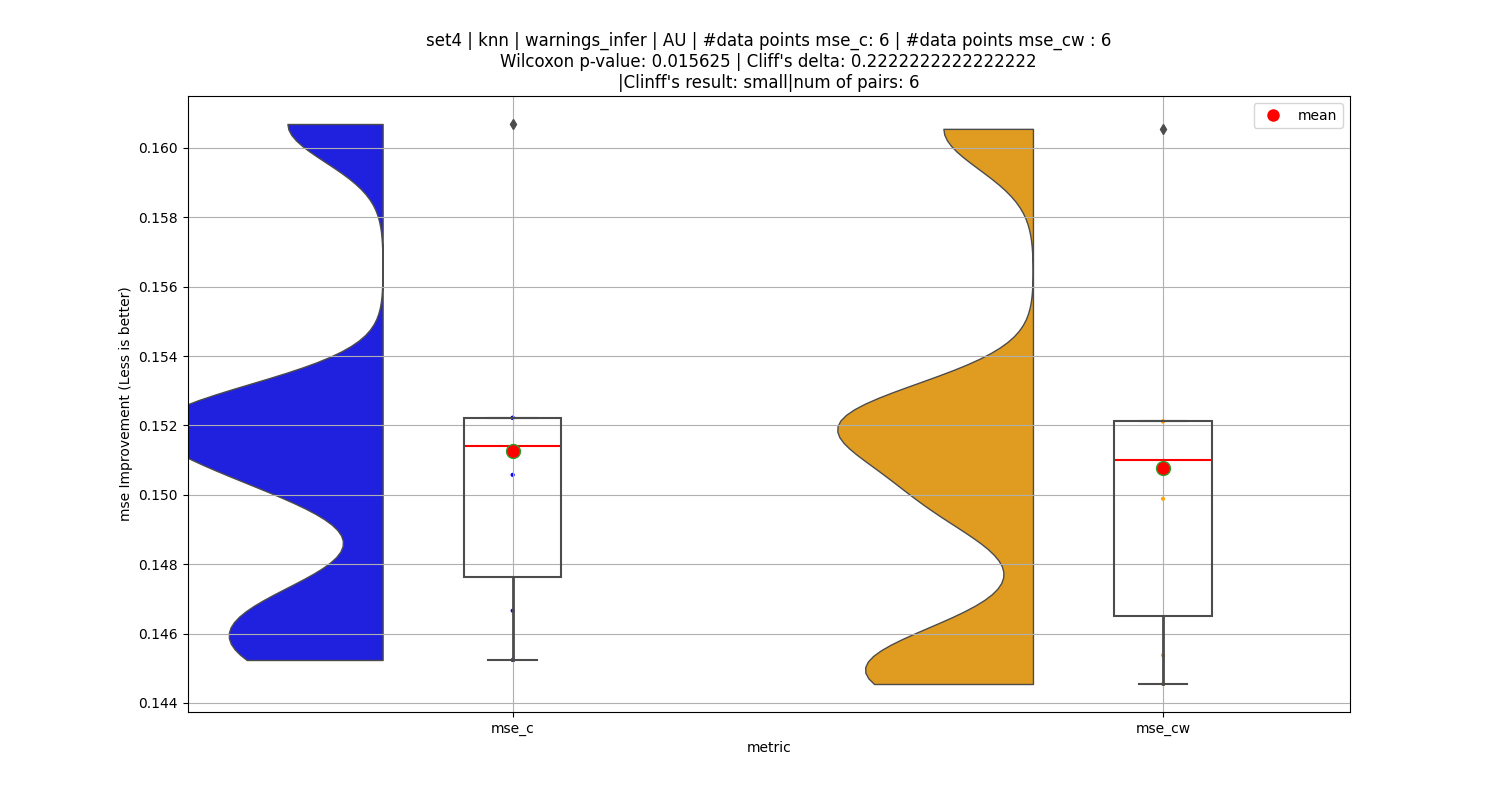 set4 | knn | warnings_infer | AU | #data points mse_c: 6 | #data points mse_cw : 6
Wilcoxon p-value: 0.015625 | Cliff's delta: 0.2222222222222222
|Clinff's result: small|num of pairs: 6
mean
0.160
0.158
0.156
0.154
0.152
0.150
0.148
0.146
0.144
mse Improvement (Less is better)
mse_c
mse_cw
metric